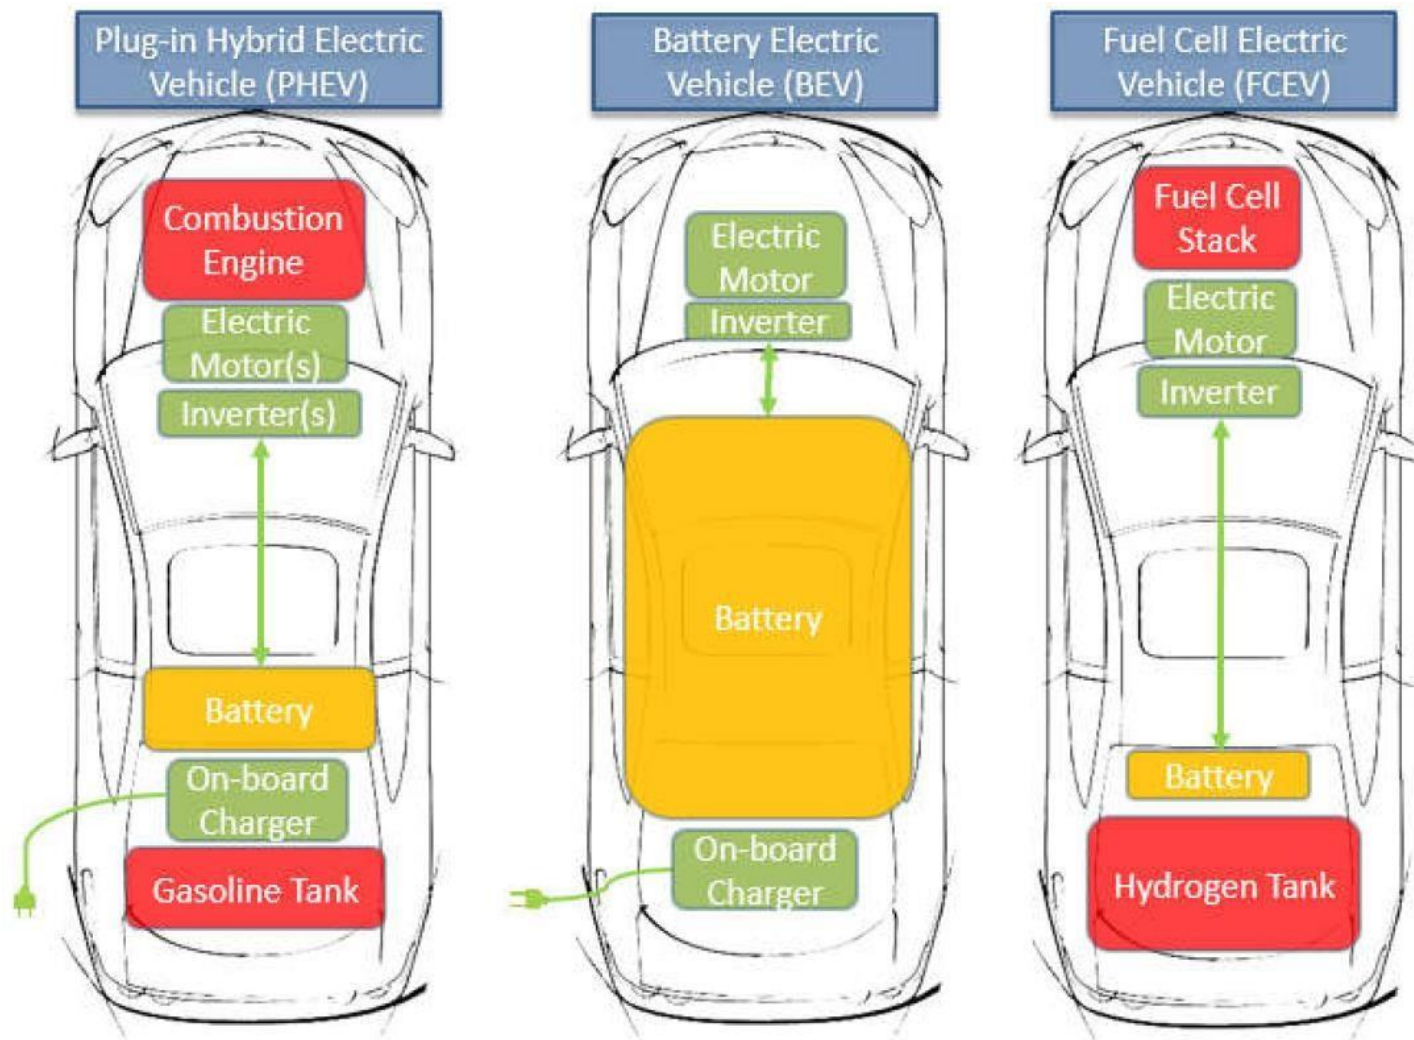 Plug-in Hybrid Electric
Vehicle (PHEV)
Combustion
Engine
Electric
Motor(s)
Inverter(s)
Battery
On-board
Charger
Gasoline Tank
Battery Electric
Vehicle (BEV)
Electric
Motor
Inverter
Battery
On-board
Charger
Fuel Cell Electric
Vehicle (FCEV)
Fuel Cell
Stack
Electric
Motor
Inverter
Battery
Hydrogen Tank